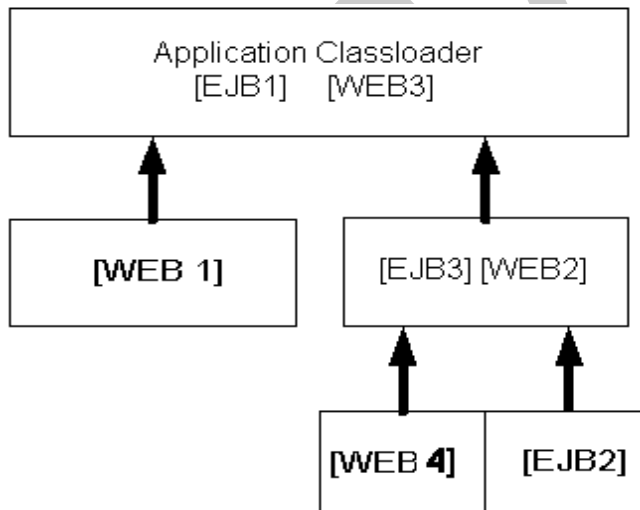 Application Classloader
[EJB1] [WEB3]
[WEB 1]
[EJB3] [WEB2]
[WEB 4]
[EJB2]